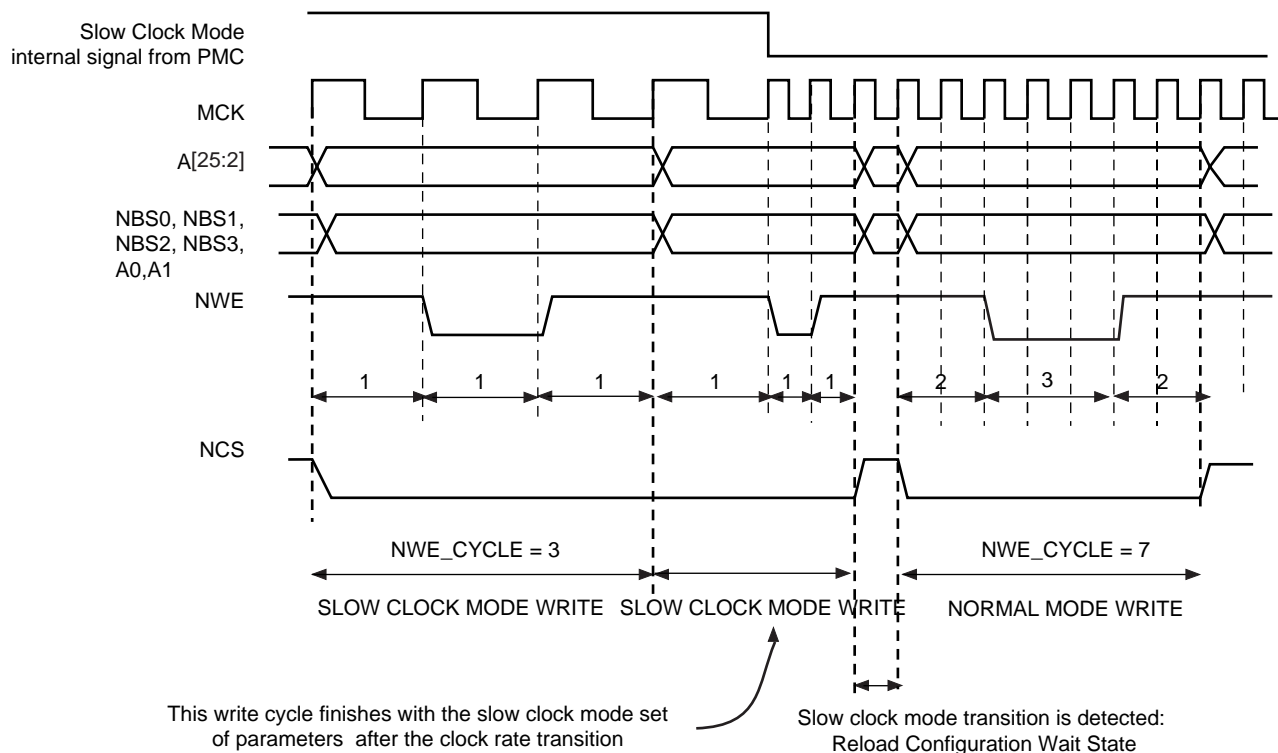 Slow Clock Mode
internal signal from PMC
MCK
A[25:2]
NBS0, NBS1,
NBS2, NBS3,
A0,A1
NWE
1 1 1 1 1 1 2 3 2
NCS
NWE_CYCLE = 3 NWE_CYCLE = 7
SLOW CLOCK MODE WRITE SLOW CLOCK MODE WRITE NORMAL MODE WRITE
This write cycle finishes with the slow clock mode set
of parameters after the clock rate transition
Slow clock mode transition is detected:
Reload Configuration Wait State